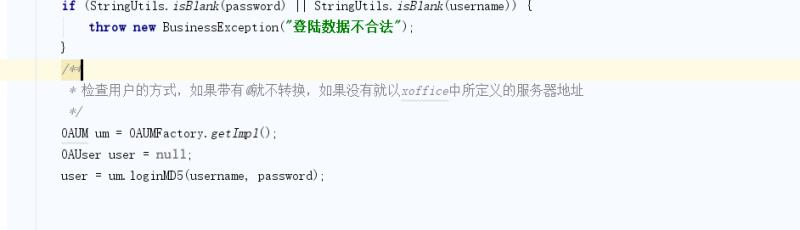 if (StringUtils.isBlank(password) || StringUtils.isBlank(username)) {
throw new BusinessException("登陆数据不合法");
}
/**
* 检查用户的方式，如果带有@就不转换，如果没有就以xoffice中所定义的服务器地址
*/
OAUM um = OAUMFactory.getImpl();
OAUser user = null;
user = um.loginMD5(username, password);